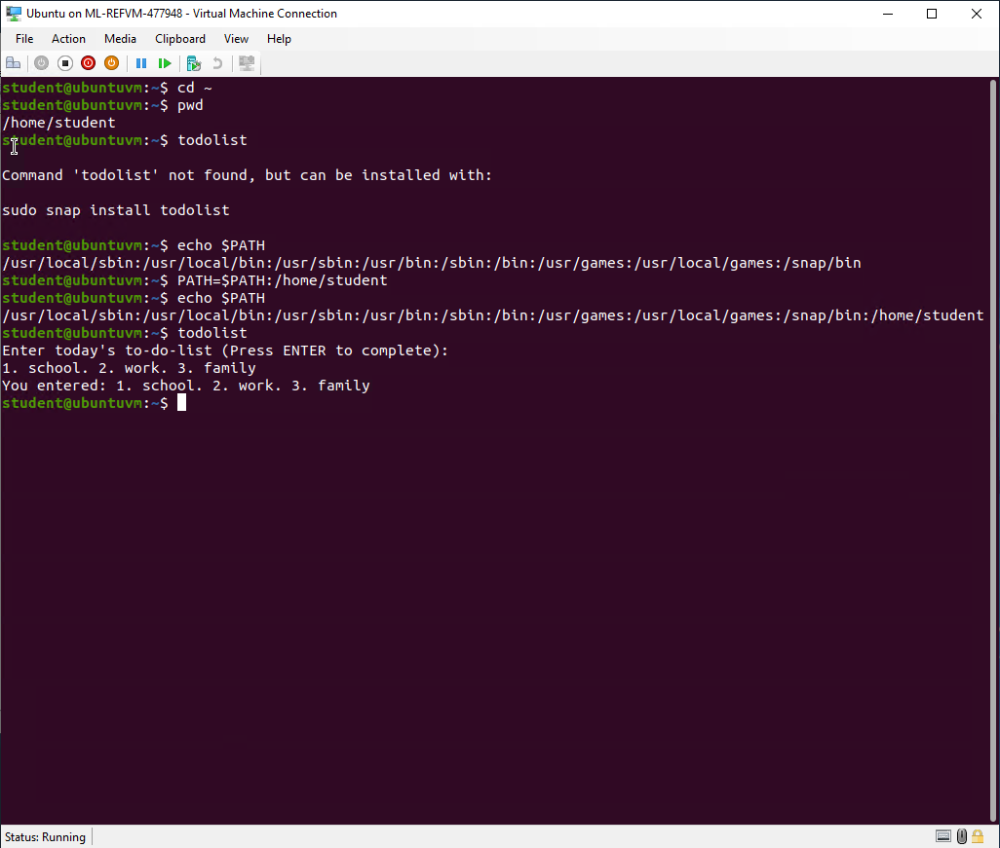 Ubuntu on ML-REFVM-477948 - Virtual Machine Connection
File Action Media Clipboard View Help
student@ubuntuvm:~$ cd ~
student@ubuntuvm:~$ pwd
/home/student
student@ubuntuvm:~$ todolist
Command 'todolist' not found, but can be installed with:
sudo snap install todolist
student@ubuntuvm:~$ echo $PATH
/usr/local/sbin:/usr/local/bin:/usr/sbin:/usr/bin:/sbin:/bin:/usr/games:/usr/local/games:/snap/bin
student@ubuntuvm:~$ PATH=$PATH:/home/student
student@ubuntuvm:~$ echo $PATH
/usr/local/sbin:/usr/local/bin:/usr/sbin:/usr/bin:/sbin:/bin:/usr/games:/usr/local/games:/snap/bin:/home/student
student@ubuntuvm:~$ todolist
Enter today's to-do-list (Press ENTER to complete):
1. school. 2. work. 3. family
You entered: 1. school. 2. work. 3. family
student@ubuntuvm:~$
Status: Running